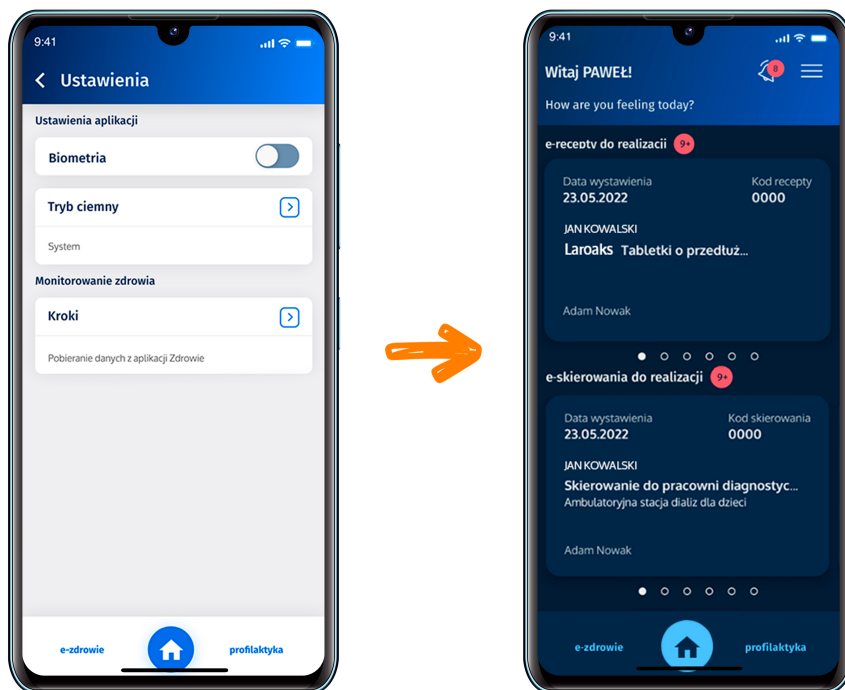 9:41
Ustawienia
Ustawienia aplikacji
Biometria
Tryb ciemny
System
Monitorowanie zdrowia
Kroki
Pobieranie danych z aplikacji Zdrowie
e-zdrowie
profilaktyka
9:41
Witaj PAWEŁ!
8
How are you feeling today?
e-recepty do realizacji 9+
Data wystawienia Kod recepty
23.05.2022 0000
JAN KOWALSKI
Laroaks Tabletki o przedłuż...
Adam Nowak
e-skierowania do realizacji 9+
Data wystawienia Kod skierowania
23.05.2022 0000
JAN KOWALSKI
Skierowanie do pracowni diagnostyc...
Ambulatoryjna stacja dializ dla dzieci
Adam Nowak
e-zdrowie
profilaktyka